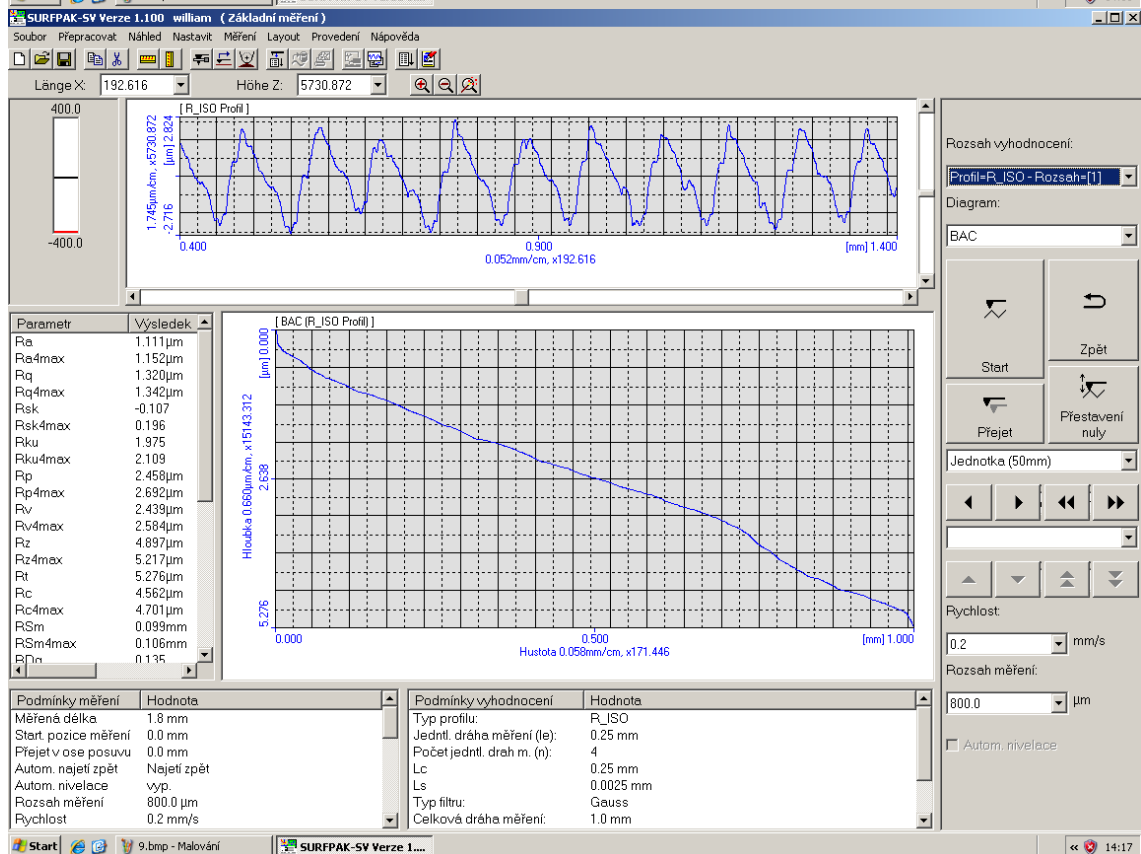 SURFPAK-SV Verze 1.100 william ( Základní měření )
Soubor Přepracovat Náhled Nastavit Měření Layout Provedení Nápověda
Länge X: 192.616 Höhe Z: 5730.872
400.0
-400.0
[ R_ISO Profil ]
1.745µm/cm, x5730.872
-2.716 [µm] 2.824
0.400 0.900 [mm] 1.400
0.052mm/cm, x192.616
Parametr Výsledek
Ra 1.111µm
Ra4max 1.152µm
Rq 1.320µm
Rq4max 1.342µm
Rsk -0.107
Rsk4max 0.196
Rku 1.975
Rku4max 2.109
Rp 2.458µm
Rp4max 2.692µm
Rv 2.439µm
Rv4max 2.584µm
Rz 4.897µm
Rz4max 5.217µm
Rt 5.276µm
Rc 4.562µm
Rc4max 4.701µm
RSm 0.099mm
RSm4max 0.106mm
RDq 0.135
[ BAC (R_ISO Profil) ]
Hloubka 0.660µm/cm, x15143.312
5.276 2.638 [µm] 0.000
0.000 0.500 [mm] 1.000
Hustota 0.058mm/cm, x171.446
Rozsah vyhodnocení:
Profil=R_ISO - Rozsah=[1]
Diagram:
BAC
Start
Zpět
Přejet
Přestavení
nuly
Jednotka (50mm)
Rychlost:
0.2 mm/s
Rozsah měření:
800.0 µm
Autom. nivelace
Podmínky měření Hodnota
Měřená délka 1.8 mm
Start. pozice měření 0.0 mm
Přejet v ose posuvu 0.0 mm
Autom. najetí zpět Najetí zpět
Autom. nivelace vyp.
Rozsah měření 800.0 µm
Rychlost 0.2 mm/s
Podmínky vyhodnocení Hodnota
Typ profilu: R_ISO
Jedntl. dráha měření (le): 0.25 mm
Počet jedntl. drah m. (n): 4
Lc 0.25 mm
Ls 0.0025 mm
Typ filtru: Gauss
Celková dráha měření: 1.0 mm
Start 9.bmp - Malování SURFPAK-SV Verze 1.... « 14:17